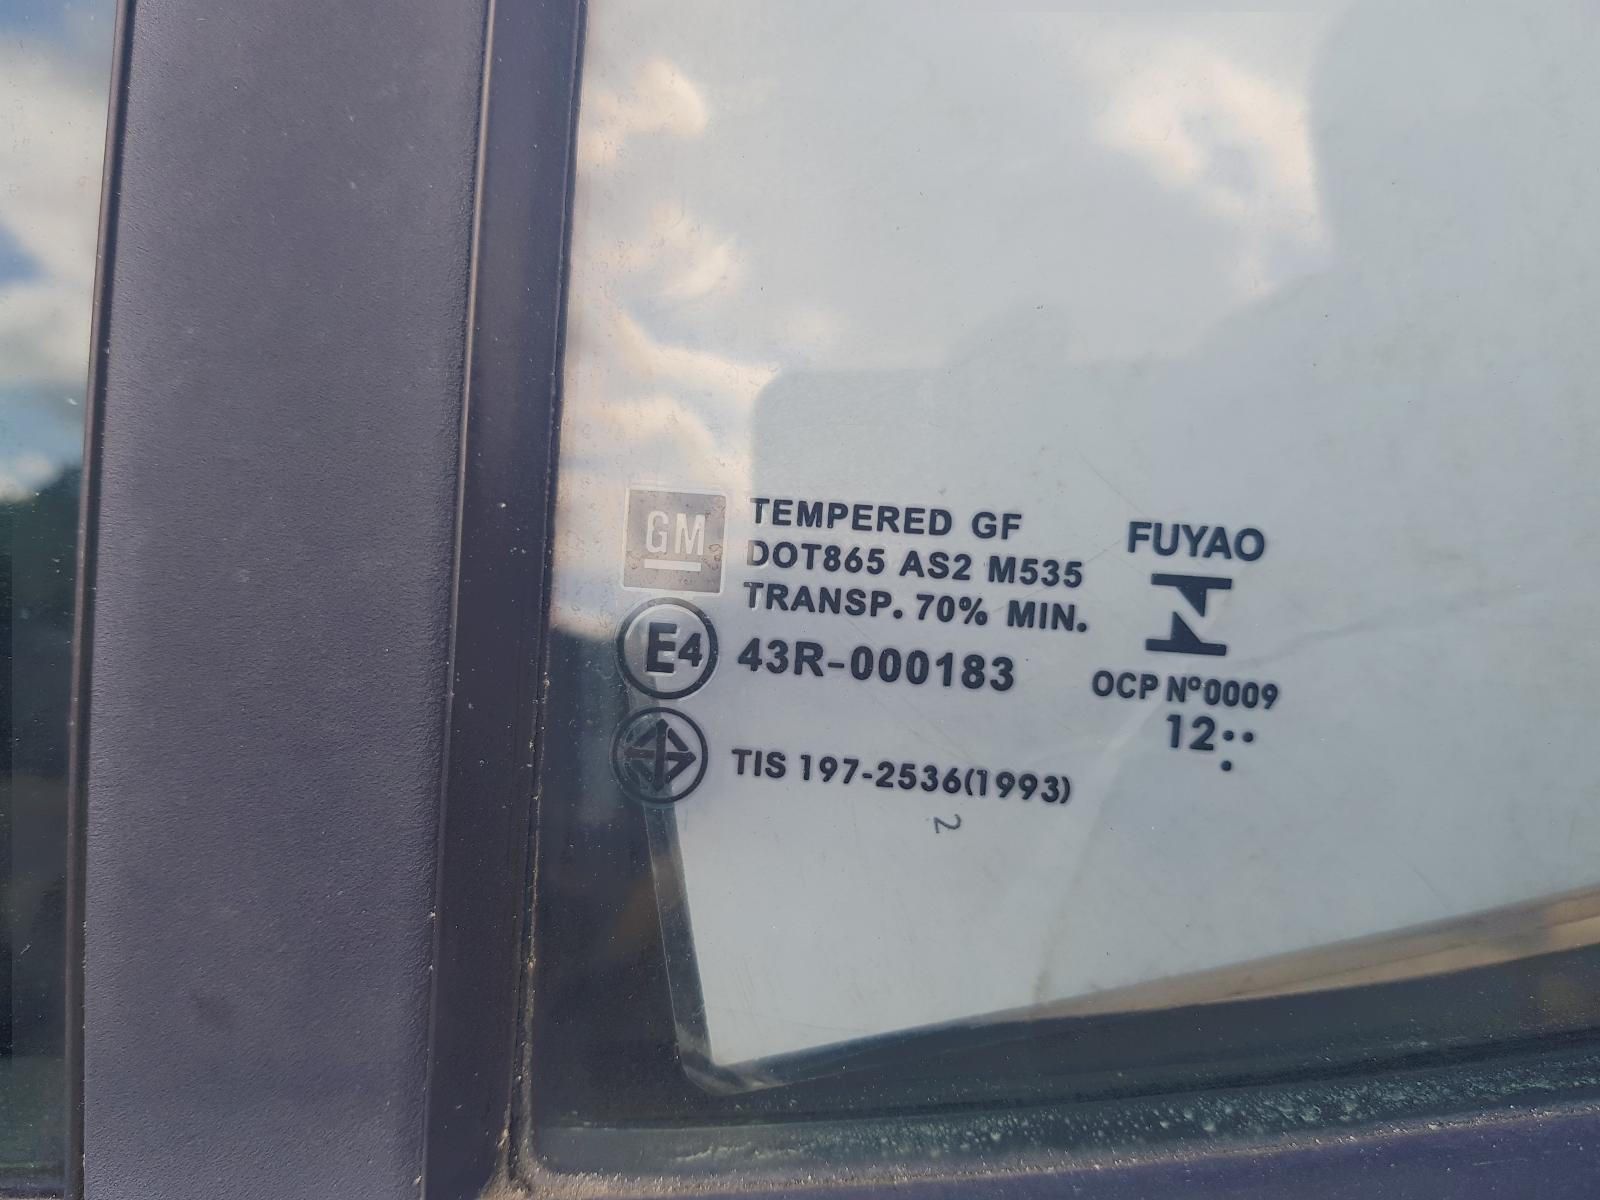 GM
TEMPERED GF
DOT865 AS2 M535
TRANSP. 70% MIN.
E4 43R-000183
TIS 197-2536(1993)
2
FUYAO
OCP Nº0009
12••
•